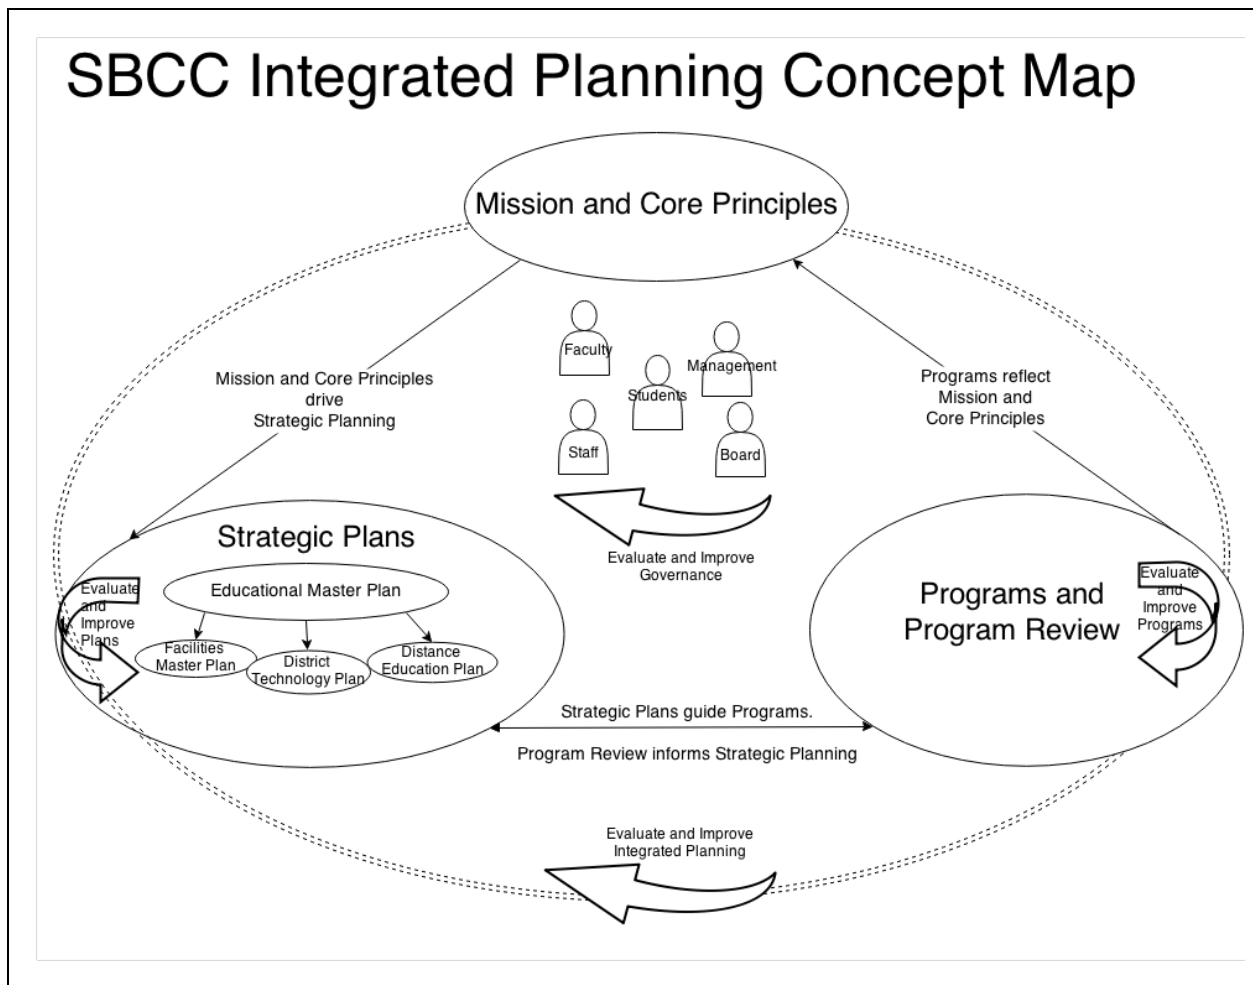 SBCC Integrated Planning Concept Map
Mission and Core Principles
Faculty
Management
Students
Staff
Board
Mission and Core Principles
drive
Strategic Planning
Programs reflect
Mission and
Core Principles
Evaluate and Improve
Governance
Strategic Plans
Educational Master Plan
Evaluate
and
Improve
Plans
Facilities
Master Plan
District
Technology Plan
Distance
Education Plan
Programs and
Program Review
Evaluate
and
Improve
Programs
Strategic Plans guide Programs.
Program Review informs Strategic Planning
Evaluate and Improve
Integrated Planning